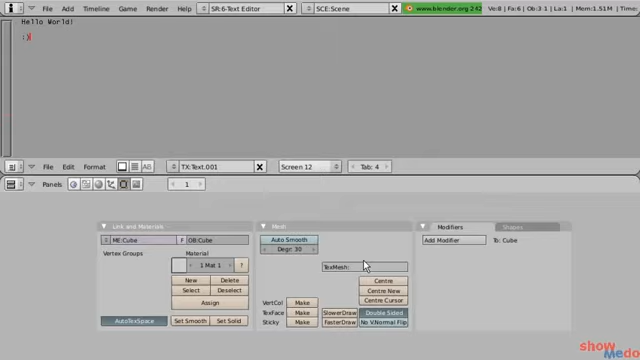 File Add Timeline Game Render Help SR:6-Text Editor SCE:Scene www.blender.org 242 Ve:8 | Fa:6 | Ob:3-1 | La:1 | Mem:1.51M
Hello World!
:)
File Edit Format AB TX:Text.001 Screen 12 Tab: 4
Panels 1
Link and Materials Mesh Modifiers Shapes
ME:Cube F OB:Cube Auto Smooth Add Modifier To: Cube
Vertex Groups Material Degr: 30
1 Mat 1 ? TexMesh:
New Delete Centre
Select Deselect Centre New
Assign VertCol Make Centre Cursor
TexFace Make SlowerDraw Double Sided
AutoTexSpace Set Smooth Set Solid Sticky Make FasterDraw No V.Normal Flip
show
Medo